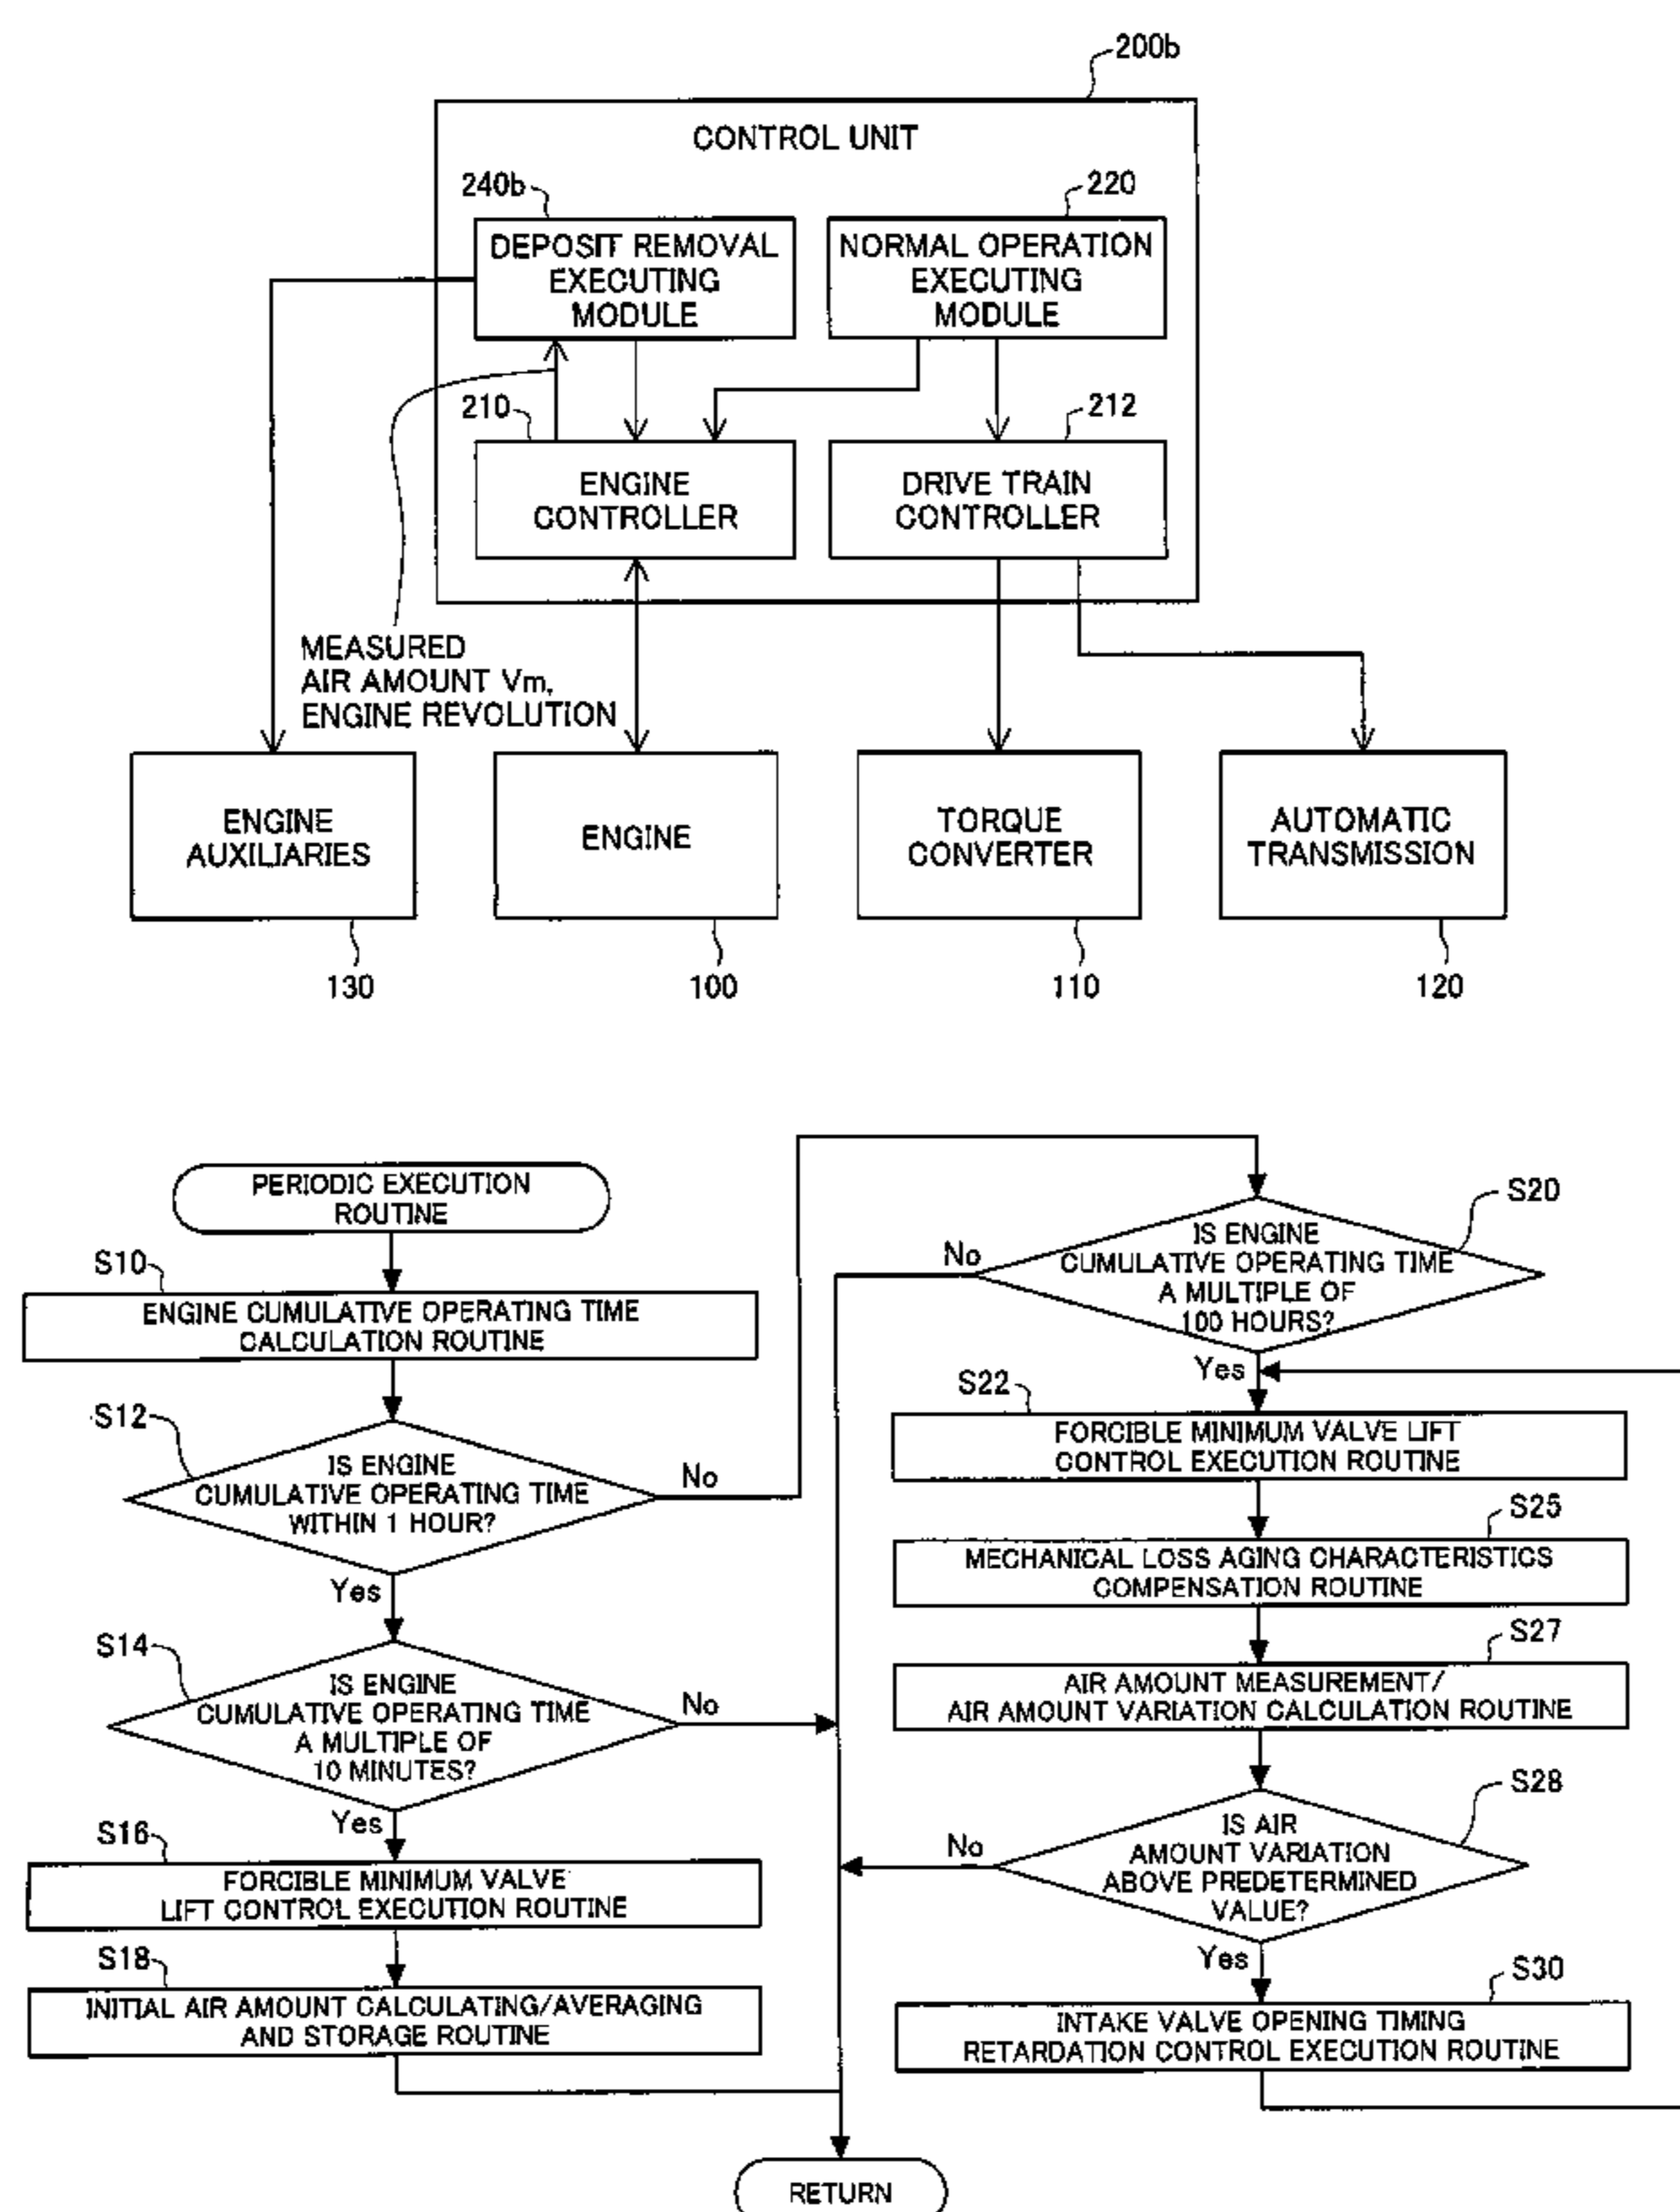 200b
CONTROL UNIT
240b
220
DEPOSIT REMOVAL
EXECUTING
MODULE
NORMAL OPERATION
EXECUTING
MODULE
210
212
ENGINE
CONTROLLER
DRIVE TRAIN
CONTROLLER
MEASURED
AIR AMOUNT Vm,
ENGINE REVOLUTION
ENGINE
AUXILIARIES
ENGINE
TORQUE
CONVERTER
AUTOMATIC
TRANSMISSION
130
100
110
120
PERIODIC EXECUTION
ROUTINE
S10
ENGINE CUMULATIVE OPERATING TIME
CALCULATION ROUTINE
S12
IS ENGINE
CUMULATIVE OPERATING TIME
WITHIN 1 HOUR?
No
Yes
S14
IS ENGINE
CUMULATIVE OPERATING TIME
A MULTIPLE OF
10 MINUTES?
No
Yes
S16
FORCIBLE MINIMUM VALVE
LIFT CONTROL EXECUTION ROUTINE
S18
INITIAL AIR AMOUNT CALCULATING/AVERAGING
AND STORAGE ROUTINE
S20
IS ENGINE
CUMULATIVE OPERATING TIME
A MULTIPLE OF
100 HOURS?
No
Yes
S22
FORCIBLE MINIMUM VALVE LIFT
CONTROL EXECUTION ROUTINE
S25
MECHANICAL LOSS AGING CHARACTERISTICS
COMPENSATION ROUTINE
S27
AIR AMOUNT MEASUREMENT/
AIR AMOUNT VARIATION CALCULATION ROUTINE
S28
IS AIR
AMOUNT VARIATION
ABOVE PREDETERMINED
VALUE?
No
Yes
S30
INTAKE VALVE OPENING TIMING
RETARDATION CONTROL EXECUTION ROUTINE
RETURN